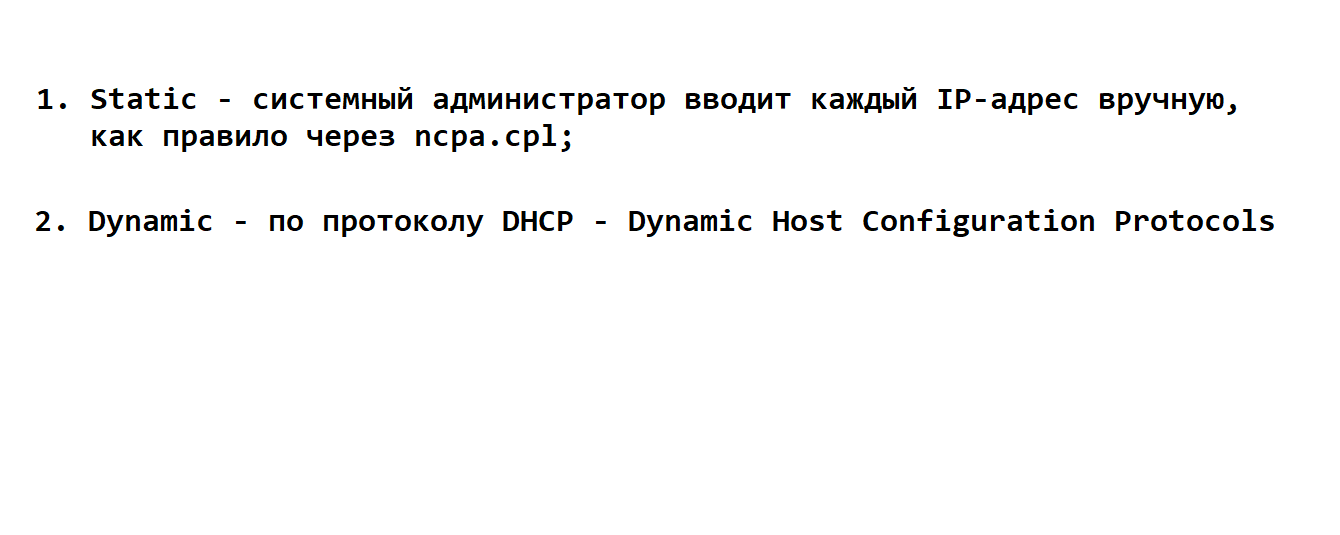 1. Static - системный администратор вводит каждый IP-адрес вручную,
как правило через ncpa.cpl;
2. Dynamic - по протоколу DHCP - Dynamic Host Configuration Protocols